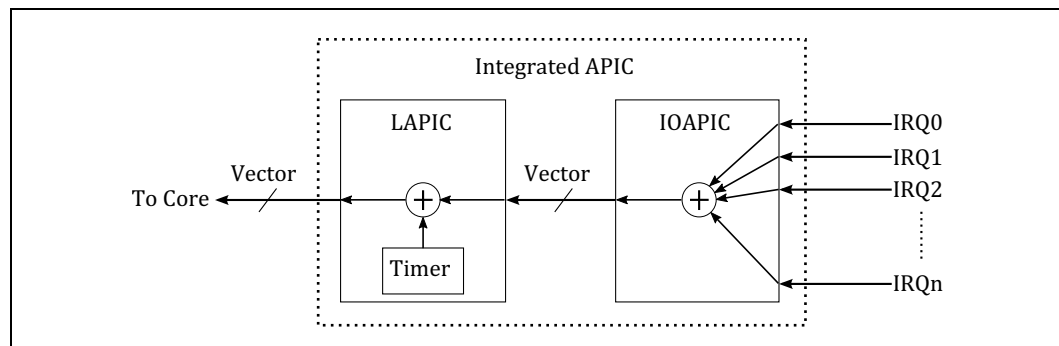 Integrated APIC
LAPIC
IOAPIC
IRQ0
IRQ1
IRQ2
IRQn
Vector
Vector
To Core
Timer